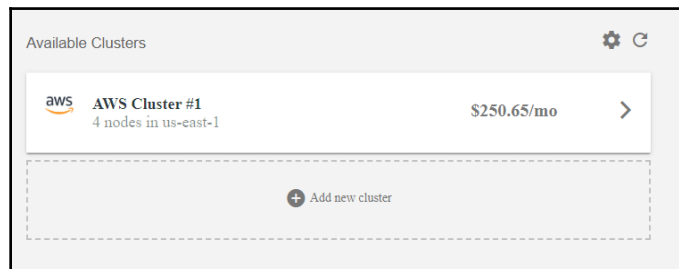 Available Clusters
aws
AWS Cluster #1
$250.65/mo
4 nodes in us-east-1
Add new cluster